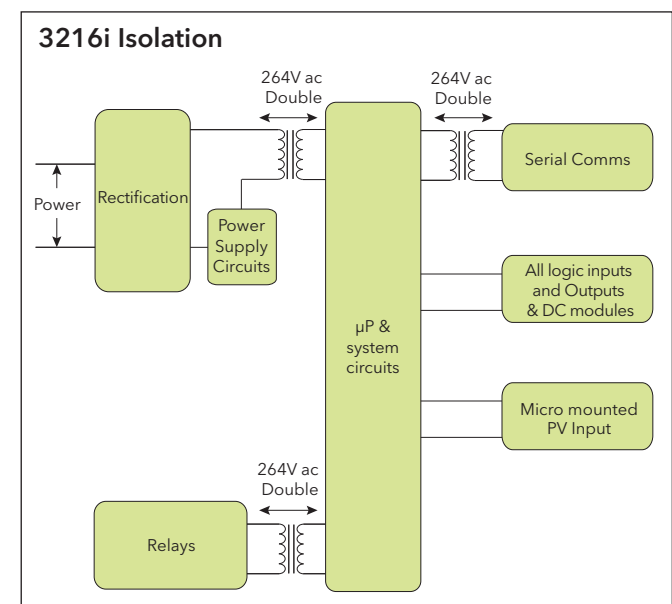 3216i Isolation
264V ac
Double
264V ac
Double
Power
Rectification
Power
Supply
Circuits
Serial Comms
All logic inputs
and Outputs
& DC modules
µP &
system
circuits
Micro mounted
PV Input
264V ac
Double
Relays